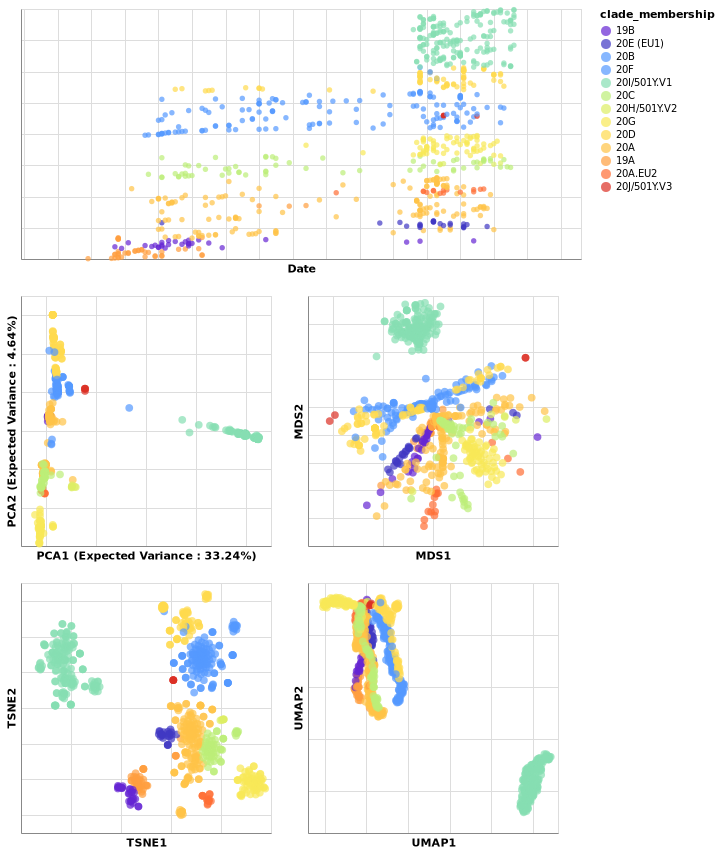 clade_membership
19B
20E (EU1)
20B
20F
20I/501Y.V1
20C
20H/501Y.V2
20G
20D
20A
19A
20A.EU2
20J/501Y.V3
Date
PCA2 (Expected Variance : 4.64%)
PCA1 (Expected Variance : 33.24%)
MDS2
MDS1
TSNE2
TSNE1
UMAP2
UMAP1